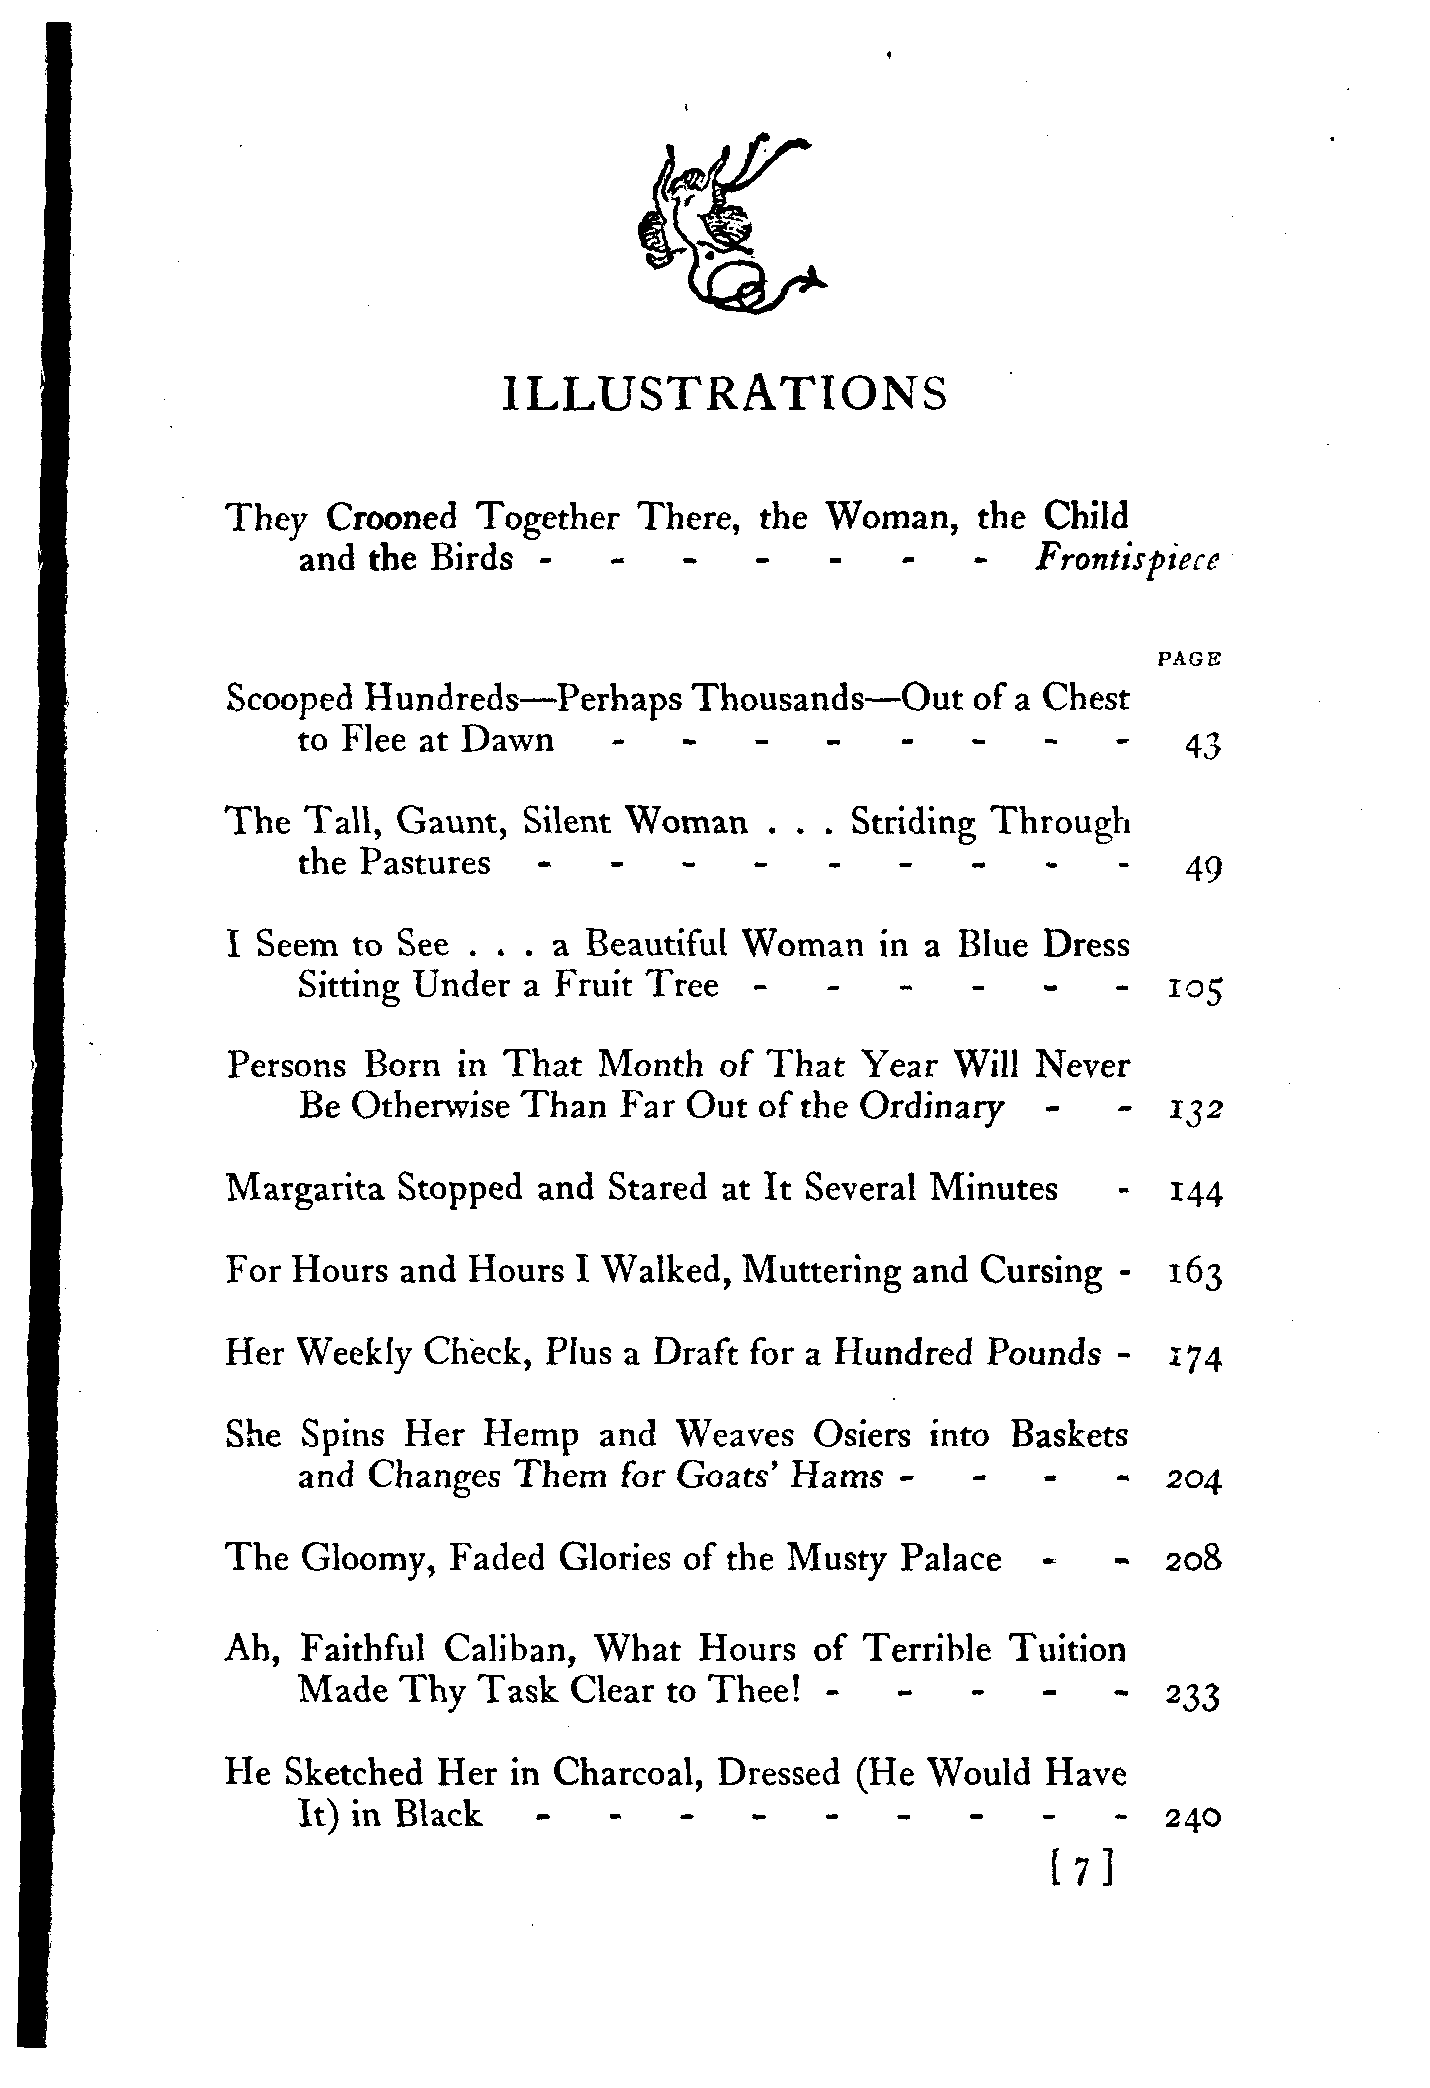 ILLUSTRATIONS
They Crooned Together There, the Woman, the Child
and the Birds - - - - - - - Frontispiece
PAGE
Scooped Hundreds—Perhaps Thousands—Out of a Chest
to Flee at Dawn - - - - - - - - 43
The Tall, Gaunt, Silent Woman . . . Striding Through
the Pastures - - - - - - - - - 49
I Seem to See . . . a Beautiful Woman in a Blue Dress
Sitting Under a Fruit Tree - - - - - - 105
Persons Born in That Month of That Year Will Never
Be Otherwise Than Far Out of the Ordinary - - 132
Margarita Stopped and Stared at It Several Minutes - 144
For Hours and Hours I Walked, Muttering and Cursing - 163
Her Weekly Check, Plus a Draft for a Hundred Pounds - 174
She Spins Her Hemp and Weaves Osiers into Baskets
and Changes Them for Goats' Hams - - - - 204
The Gloomy, Faded Glories of the Musty Palace - - 208
Ah, Faithful Caliban, What Hours of Terrible Tuition
Made Thy Task Clear to Thee! - - - - - 233
He Sketched Her in Charcoal, Dressed (He Would Have
It) in Black - - - - - - - - - 240
[ 7 ]